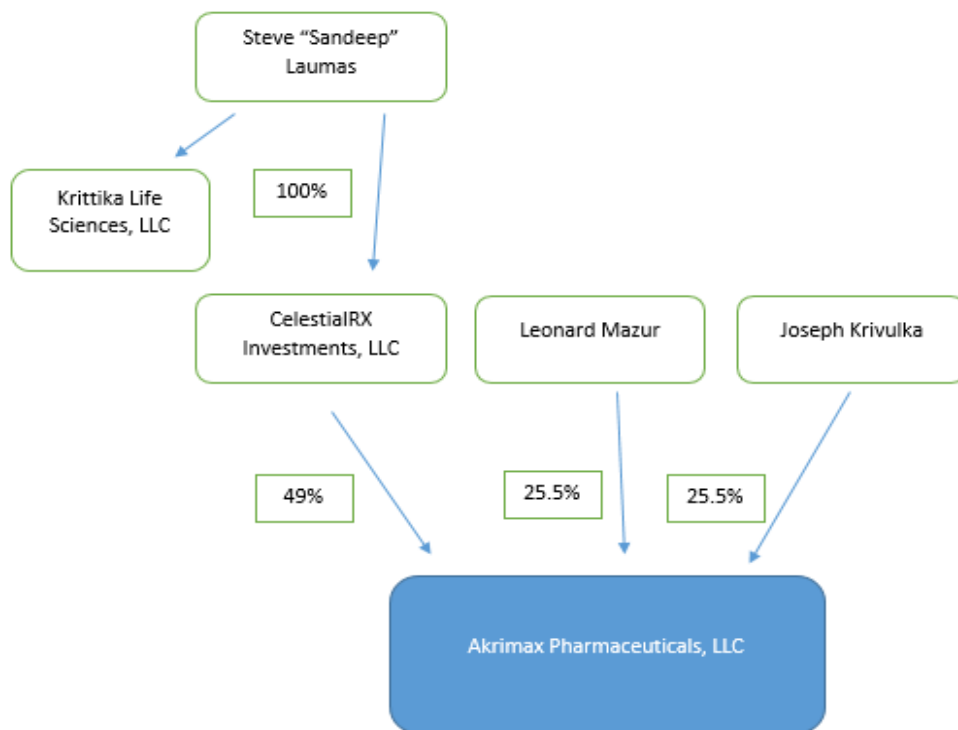 Steve “Sandeep”
Laumas
Krittika Life
Sciences, LLC
100%
CelestialRX
Investments, LLC
Leonard Mazur
Joseph Krivulka
49%
25.5%
25.5%
Akrimax Pharmaceuticals, LLC